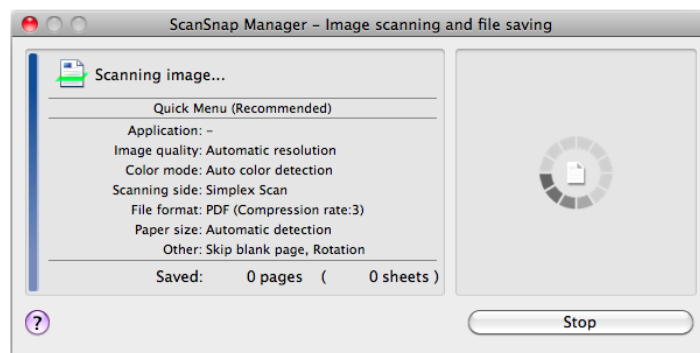 ScanSnap Manager – Image scanning and file saving
Scanning image...
Quick Menu (Recommended)
Application: –
Image quality: Automatic resolution
Color mode: Auto color detection
Scanning side: Simplex Scan
File format: PDF (Compression rate:3)
Paper size: Automatic detection
Other: Skip blank page, Rotation
Saved: 0 pages ( 0 sheets )
?
Stop